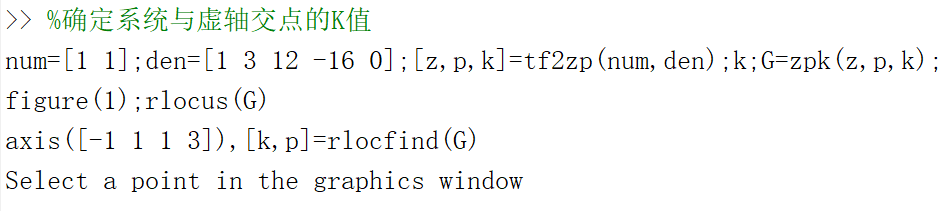 >> %确定系统与虚轴交点的K值
num=[1 1];den=[1 3 12 -16 0];[z,p,k]=tf2zp(num,den);k;G=zpk(z,p,k);
figure(1);rlocus(G)
axis([-1 1 1 3]),[k,p]=rlocfind(G)
Select a point in the graphics window